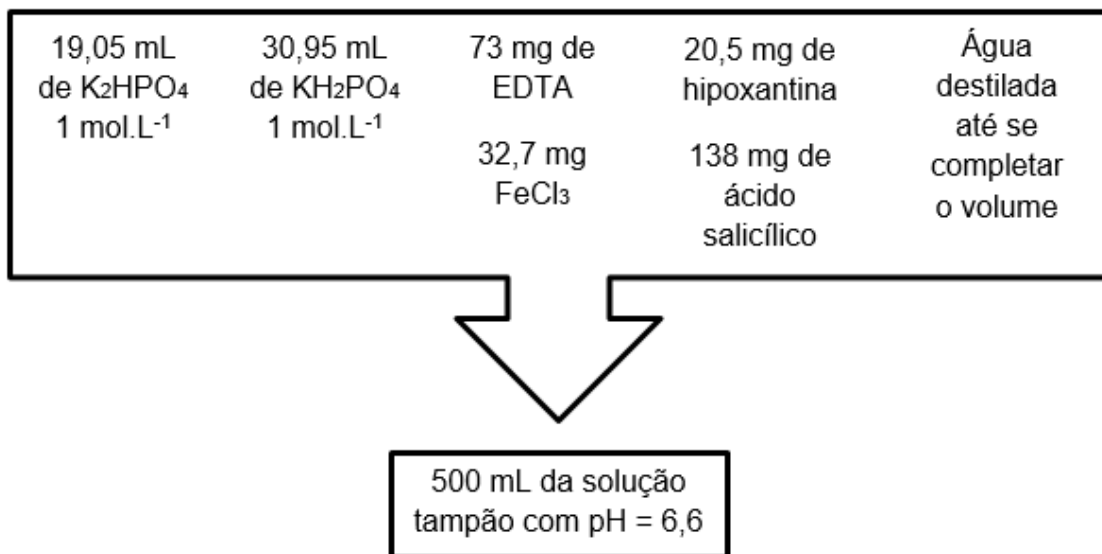 19,05 mL
de K₂HPO₄
1 mol.L⁻¹
30,95 mL
de KH₂PO₄
1 mol.L⁻¹
73 mg de
EDTA
32,7 mg
FeCl₃
20,5 mg de
hipoxantina
138 mg de
ácido
salicílico
Água
destilada
até se
completar
o volume
500 mL da solução
tampão com pH = 6,6